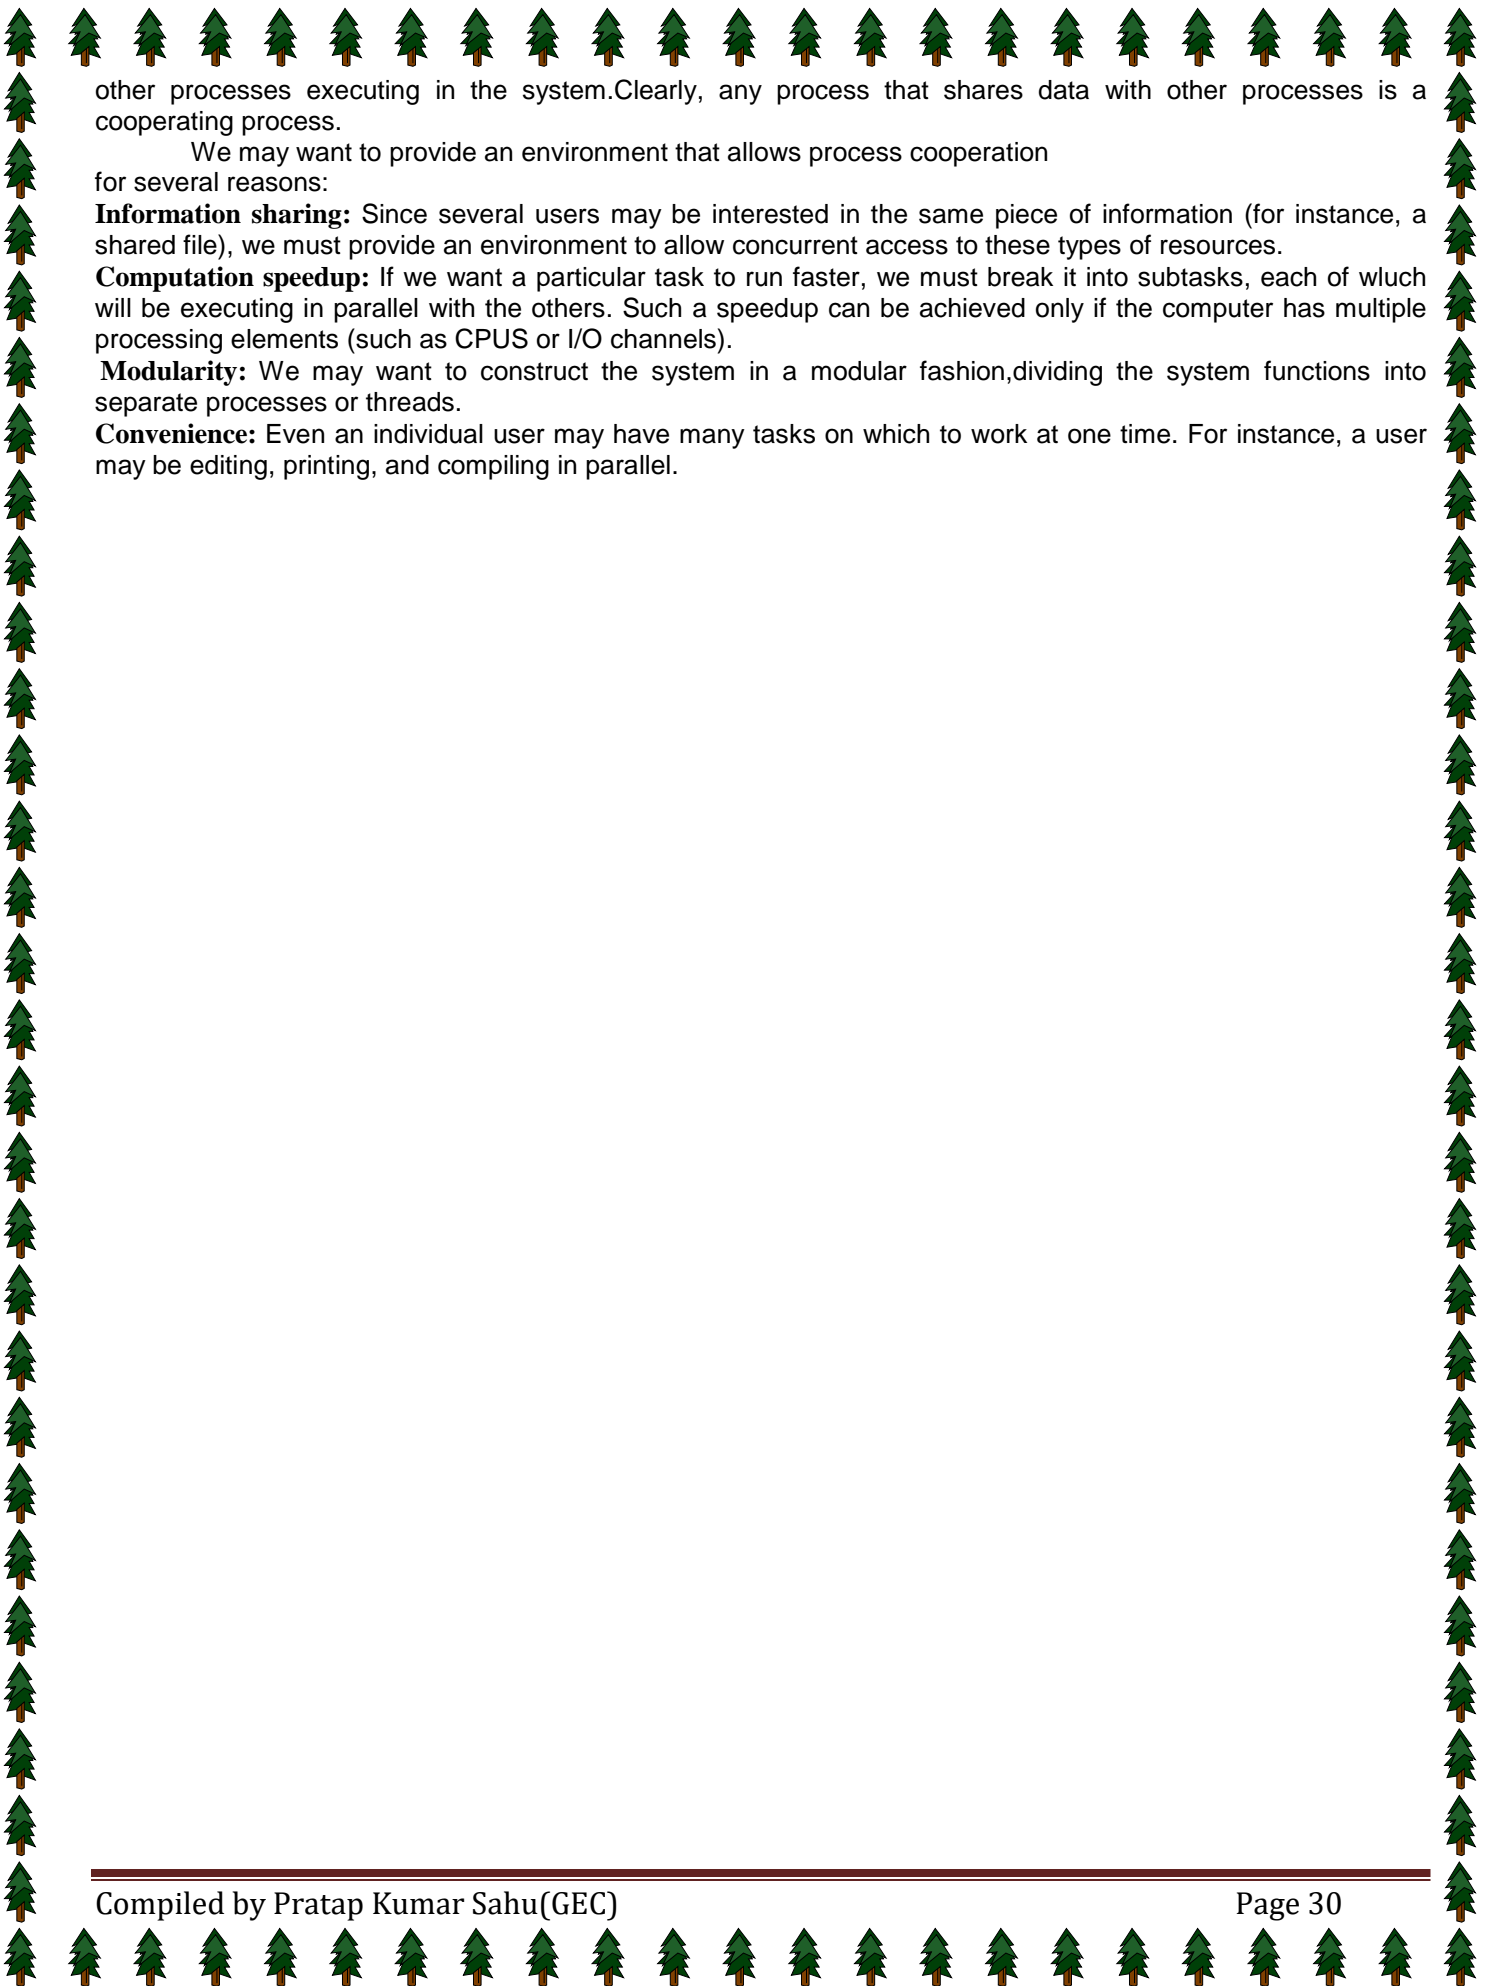 other processes executing in the system.Clearly, any process that shares data with other processes is a
cooperating process.
We may want to provide an environment that allows process cooperation
for several reasons:
Information sharing: Since several users may be interested in the same piece of information (for instance, a
shared file), we must provide an environment to allow concurrent access to these types of resources.
Computation speedup: If we want a particular task to run faster, we must break it into subtasks, each of wluch
will be executing in parallel with the others. Such a speedup can be achieved only if the computer has multiple
processing elements (such as CPUS or I/O channels).
Modularity: We may want to construct the system in a modular fashion,dividing the system functions into
separate processes or threads.
Convenience: Even an individual user may have many tasks on which to work at one time. For instance, a user
may be editing, printing, and compiling in parallel.
Compiled by Pratap Kumar Sahu(GEC) Page 30